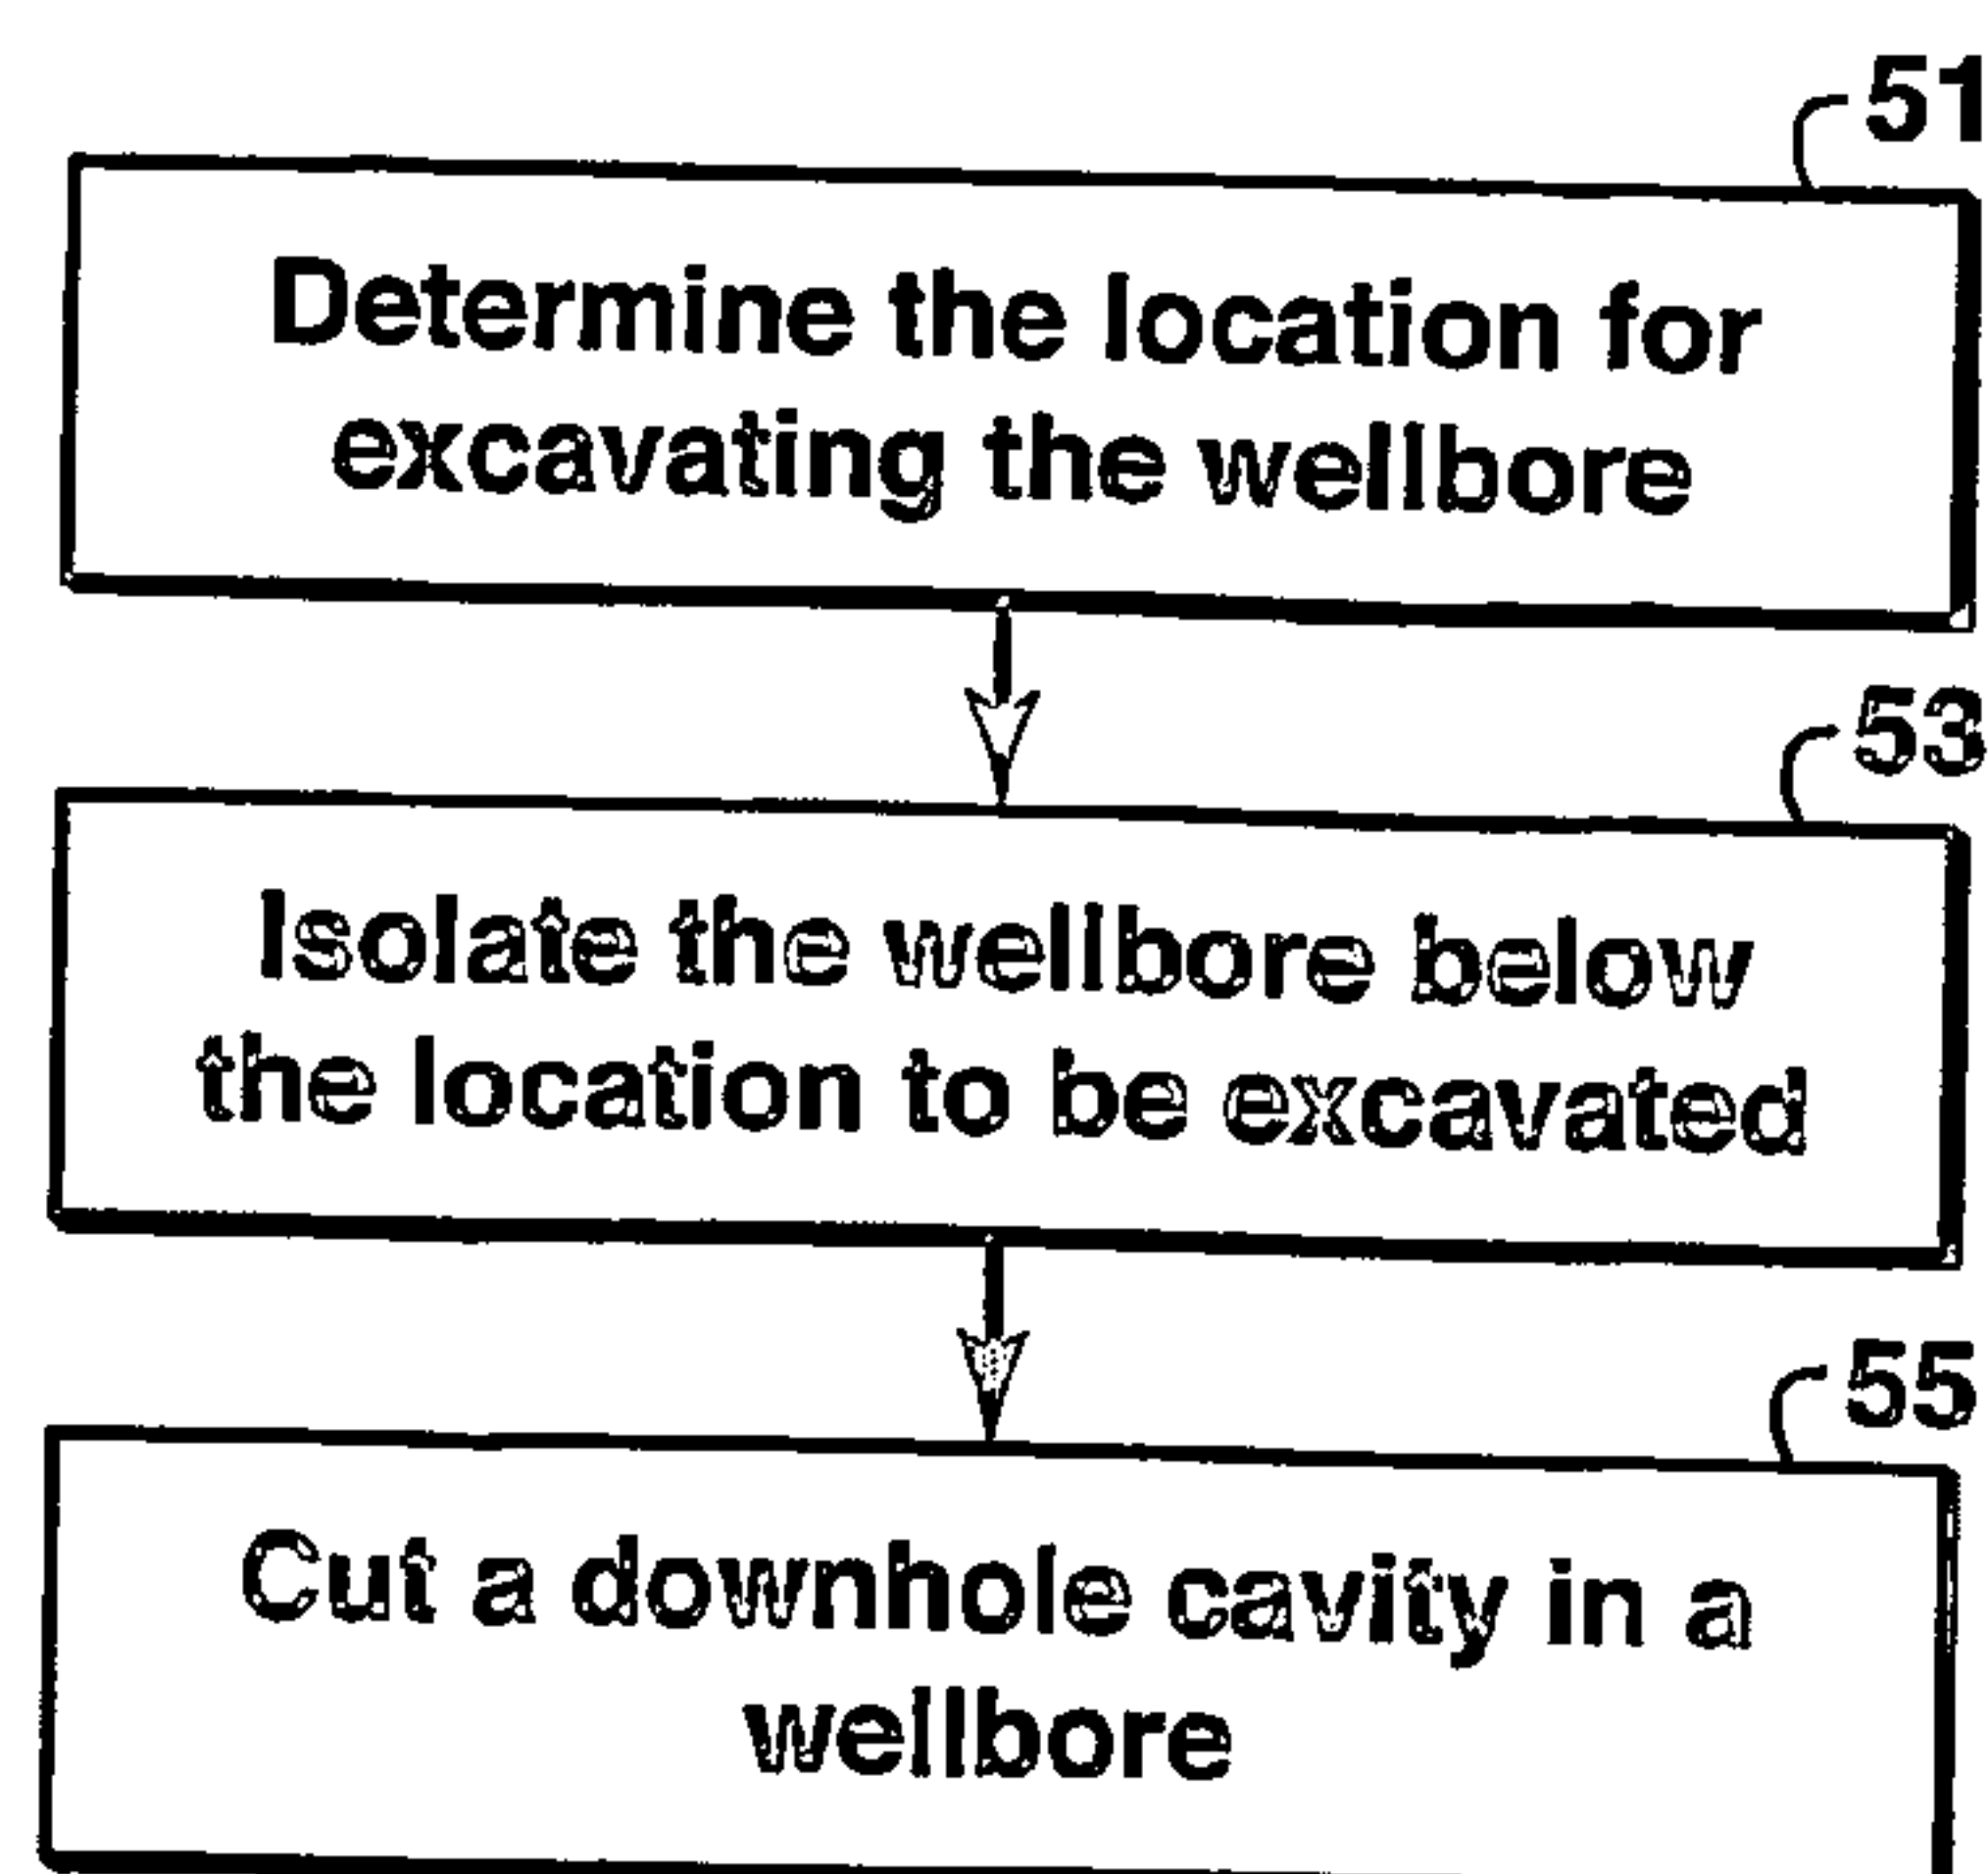 51
Determine the location for
excavating the wellbore
53
Isolate the wellbore below
the location to be excavated
55
Cut a downhole cavity in a
wellbore